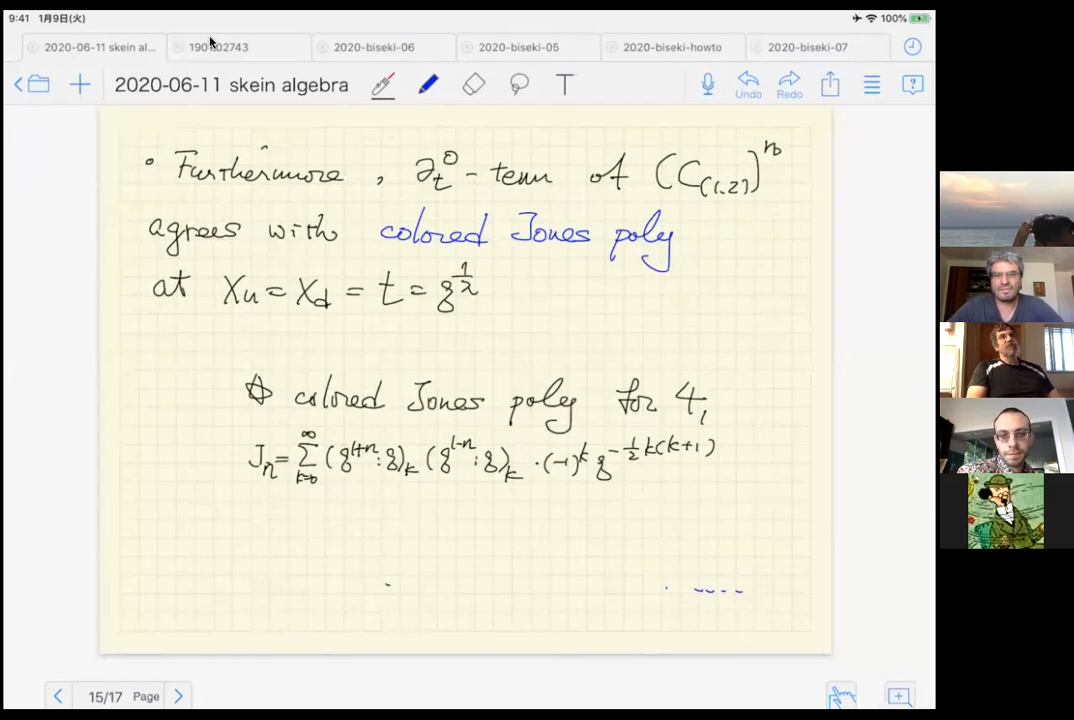 9:41 1月9日(火) 100%
2020-06-11 skein al... 2020-biseki-06 2020-biseki-05 2020-biseki-howto 2020-biseki-07
2020-06-11 skein algebra T Undo Redo
• Furthermore, ∂_t^0 - term of (C_(1,2))^n
agrees with colored Jones poly
at x_u = x_d = t = q^{1/2}
☆ colored Jones poly for 4_1
J_n = Σ_{k=0}^{∞} (q^{1+n}; q)_k (q^{1-n}; q)_k · (-1)^k q^{-1/2 k(k+1)}
15/17 Page